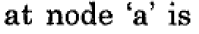 at node ‘a’ is